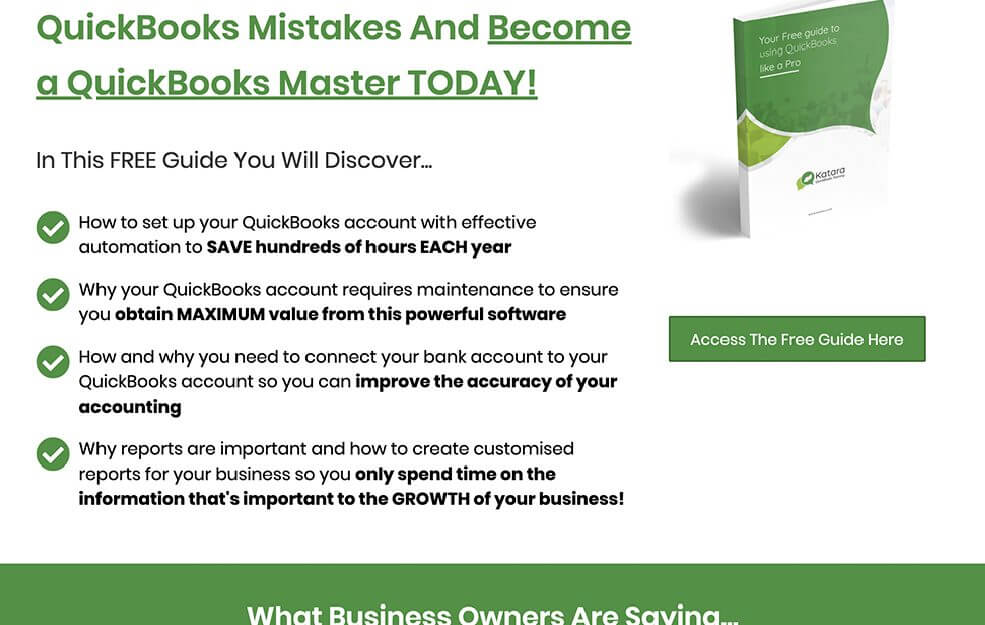 QuickBooks Mistakes And Become
a QuickBooks Master TODAY!
In This FREE Guide You Will Discover...
How to set up your QuickBooks account with effective
automation to SAVE hundreds of hours EACH year
Why your QuickBooks account requires maintenance to ensure
you obtain MAXIMUM value from this powerful software
How and why you need to connect your bank account to your
QuickBooks account so you can improve the accuracy of your
accounting
Why reports are important and how to create customised
reports for your business so you only spend time on the
information that's important to the GROWTH of your business!
Your Free guide to
using QuickBooks
like a Pro
Katara
Access The Free Guide Here
What Business Owners Are Saying...